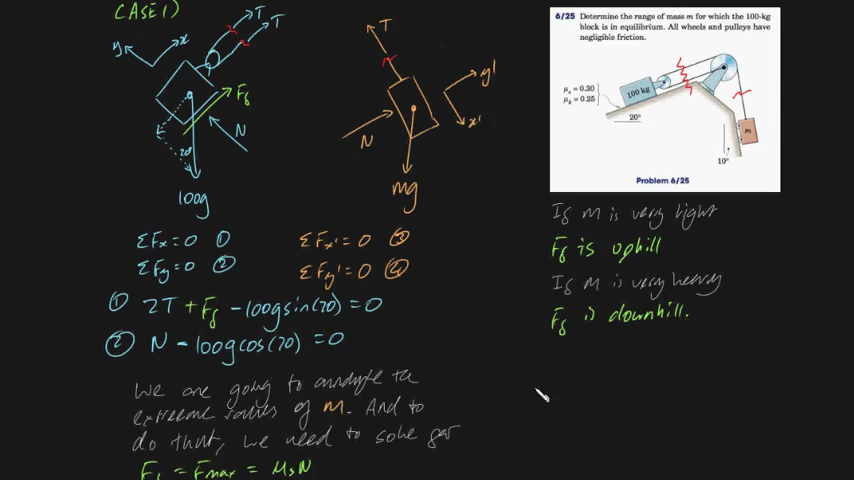 CASE 1)
y
x
T
T
Ff
N
20°
100g
T
y'
x'
N
mg
ΣFx = 0 ①
ΣFy = 0 ②
ΣFx' = 0 ③
ΣFy' = 0 ④
① 2T + Ff - 100gsin(20) = 0
② N - 100gcos(20) = 0
We are going to analyze the
extreme values of m. And to
do that, we need to solve for
Ff = Fmax = μsN
6/25 Determine the range of mass m for which the 100-kg
block is in equilibrium. All wheels and pulleys have
negligible friction.
μs = 0.30
μk = 0.25
100 kg
20°
m
10°
Problem 6/25
If m is very light
Ff is uphill
If m is very heavy
Ff is downhill.